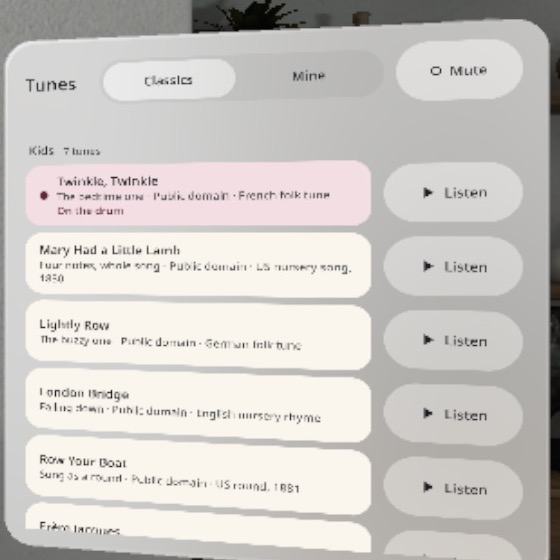 Tunes
Classics
Mine
Mute
Kids 7 tunes
Twinkle, Twinkle
The bedtime one · Public domain · French folk tune
On the drum
Listen
Mary Had a Little Lamb
Four notes, whole song · Public domain · US nursery song,
1830
Listen
Lightly Row
The buzzy one · Public domain · German folk tune
Listen
London Bridge
Falling down · Public domain · English nursery rhyme
Listen
Row Your Boat
Sung as a round · Public domain · US round, 1881
Listen
Frère Jacques